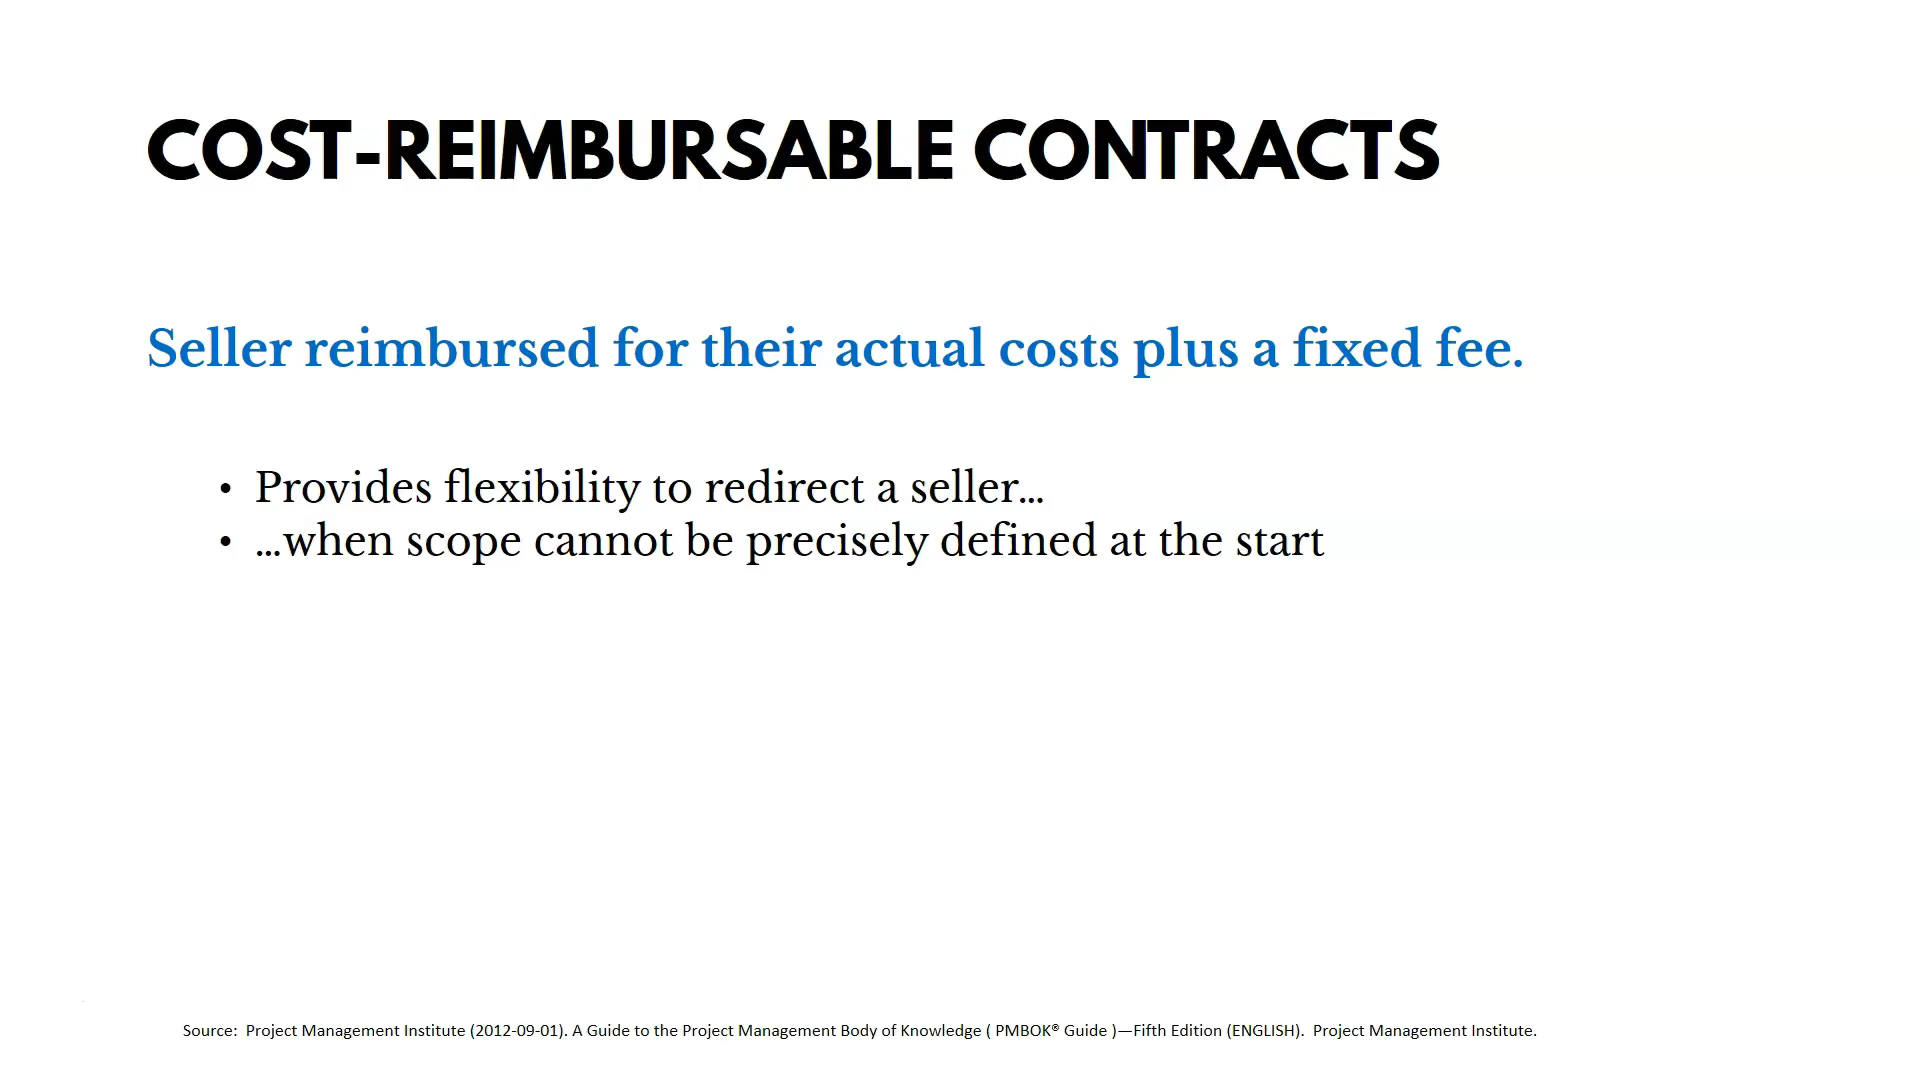 COST-REIMBURSABLE CONTRACTS
Seller reimbursed for their actual costs plus a fixed fee.
• Provides flexibility to redirect a seller…
• …when scope cannot be precisely defined at the start
Source:  Project Management Institute (2012-09-01). A Guide to the Project Management Body of Knowledge ( PMBOK® Guide )—Fifth Edition (ENGLISH).  Project Management Institute.